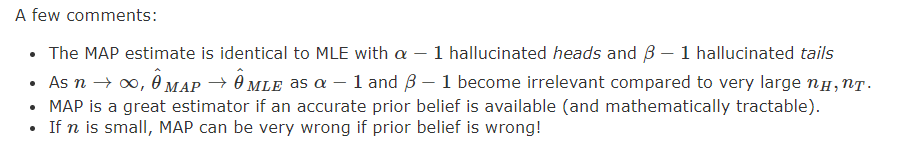 A few comments:
• The MAP estimate is identical to MLE with α − 1 hallucinated heads and β − 1 hallucinated tails
• As n → ∞, θ̂_MAP → θ̂_MLE as α − 1 and β − 1 become irrelevant compared to very large n_H, n_T.
• MAP is a great estimator if an accurate prior belief is available (and mathematically tractable).
• If n is small, MAP can be very wrong if prior belief is wrong!